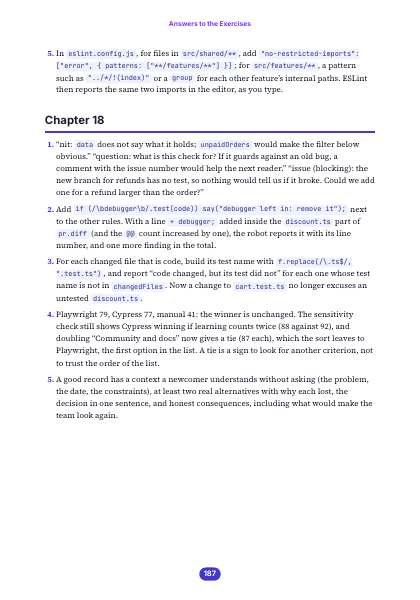 Answers to the Exercises
5. In eslint.config.js, for files in src/shared/**, add "no-restricted-imports":
["error", { patterns: ["**/features/**"] }]; for src/features/**, a pattern
such as "../*/!(index)" or a group for each other feature's internal paths. ESLint
then reports the same two imports in the editor, as you type.
Chapter 18
1. “nit: data does not say what it holds; unpaidOrders would make the filter below
obvious.” “question: what is this check for? If it guards against an old bug, a
comment with the issue number would help the next reader.” “issue (blocking): the
new branch for refunds has no test, so nothing would tell us if it broke. Could we add
one for a refund larger than the order?”
2. Add if (/\bdebugger\b/.test(code)) say("debugger left in: remove it"); next
to the other rules. With a line + debugger; added inside the discount.ts part of
pr.diff (and the @@ count increased by one), the robot reports it with its line
number, and one more finding in the total.
3. For each changed file that is code, build its test name with f.replace(/\.ts$/,
".test.ts"), and report “code changed, but its test did not” for each one whose test
name is not in changedFiles. Now a change to cart.test.ts no longer excuses an
untested discount.ts.
4. Playwright 79, Cypress 77, manual 41: the winner is unchanged. The sensitivity
check still shows Cypress winning if learning counts twice (88 against 92), and
doubling “Community and docs” now gives a tie (87 each), which the sort leaves to
Playwright, the first option in the list. A tie is a sign to look for another criterion, not
to trust the order of the list.
5. A good record has a context a newcomer understands without asking (the problem,
the date, the constraints), at least two real alternatives with why each lost, the
decision in one sentence, and honest consequences, including what would make the
team look again.
187